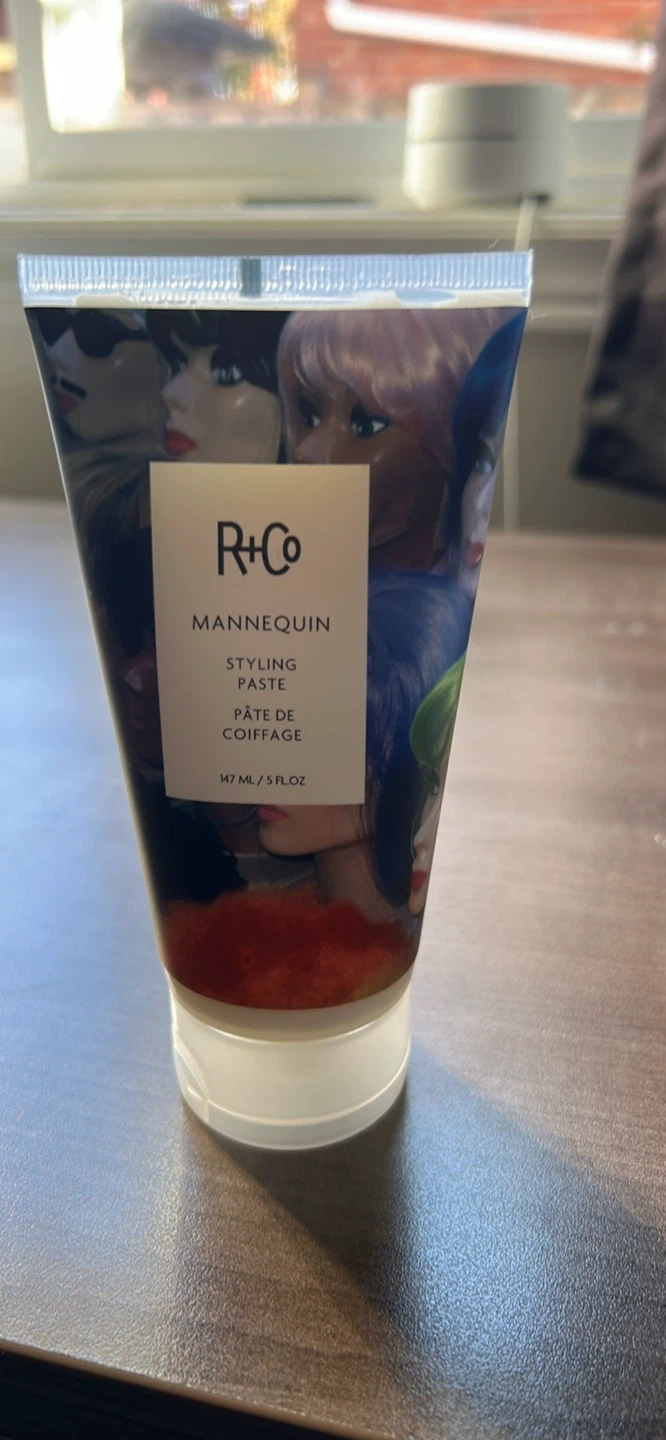 R+Co
MANNEQUIN
STYLING
PASTE
PÂTE DE
COIFFAGE
147 ML / 5 FL.OZ